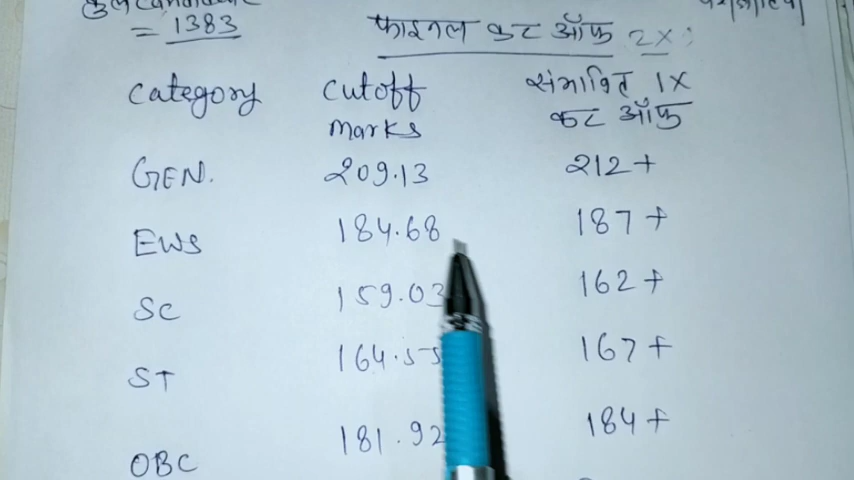 = 1383
फाइनल कट ऑफ 2X:
Category Cutoff marks संभावित 1X कट ऑफ
GEN. 209.13 212+
EWS 184.68 187+
SC 159.03 162+
ST 164.55 167+
OBC 181.92 184+